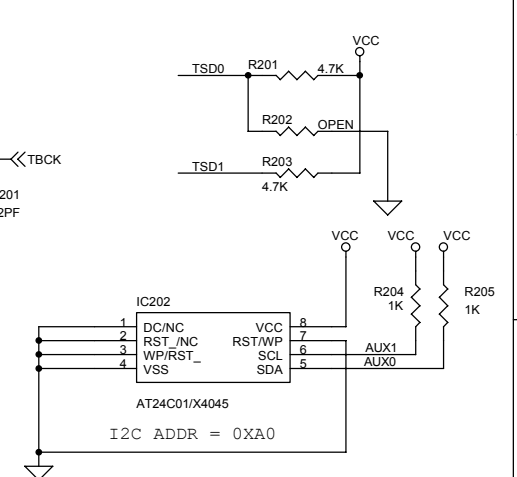 VCC
TSD0 R201 4.7K
R202 OPEN
TBCK
TSD1 R203
4.7K
201
2PF
VCC VCC VCC
R204
1K
R205
1K
IC202
1 DC/NC VCC 8
2 RST_/NC RST/WP 7
3 WP/RST_ SCL 6 AUX1
4 VSS SDA 5 AUX0
AT24C01/X4045
I2C ADDR = 0XA0